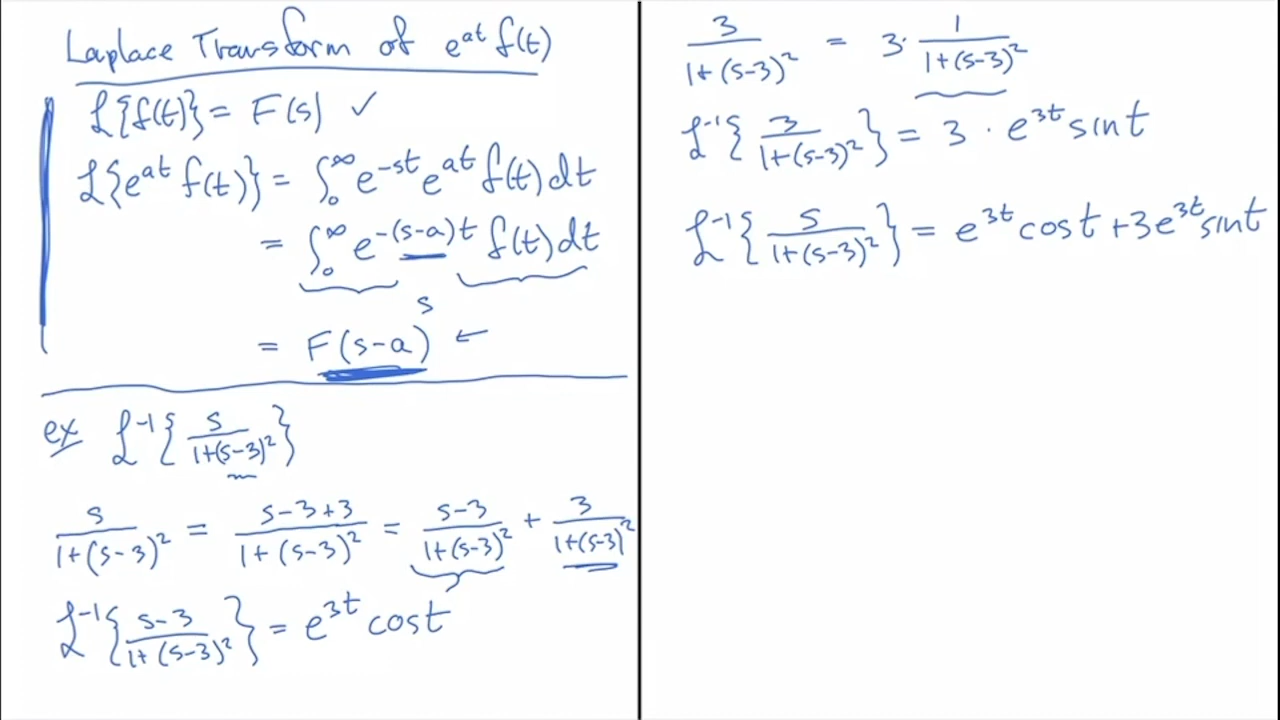 Laplace Transform of e^{at} f(t)
ℒ{f(t)} = F(s) ✓
ℒ{e^{at} f(t)} = ∫_0^∞ e^{-st} e^{at} f(t) dt
= ∫_0^∞ e^{-(s-a)t} f(t) dt
s
= F(s-a) ←
ex ℒ^{-1}{s/(1+(s-3)^2)}
s/(1+(s-3)^2) = (s-3+3)/(1+(s-3)^2) = (s-3)/(1+(s-3)^2) + 3/(1+(s-3)^2)
ℒ^{-1}{(s-3)/(1+(s-3)^2)} = e^{3t} cos t
3/(1+(s-3)^2) = 3 · 1/(1+(s-3)^2)
ℒ^{-1}{3/(1+(s-3)^2)} = 3 · e^{3t} sin t
ℒ^{-1}{s/(1+(s-3)^2)} = e^{3t} cos t + 3e^{3t} sin t